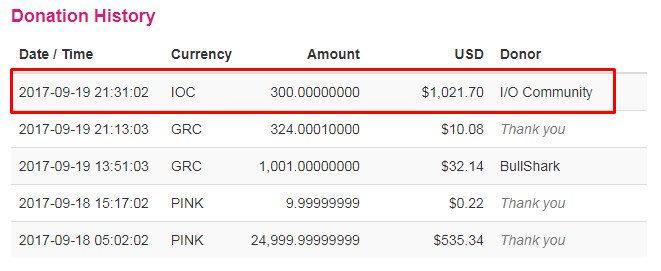 Donation History
Date / Time Currency Amount USD Donor
2017-09-19 21:31:02 IOC 300.00000000 $1,021.70 I/O Community
2017-09-19 21:13:03 GRC 324.00010000 $10.08 Thank you
2017-09-19 13:51:03 GRC 1,001.00000000 $32.14 BullShark
2017-09-18 15:17:02 PINK 9.99999999 $0.22 Thank you
2017-09-18 05:02:02 PINK 24,999.99999999 $535.34 Thank you